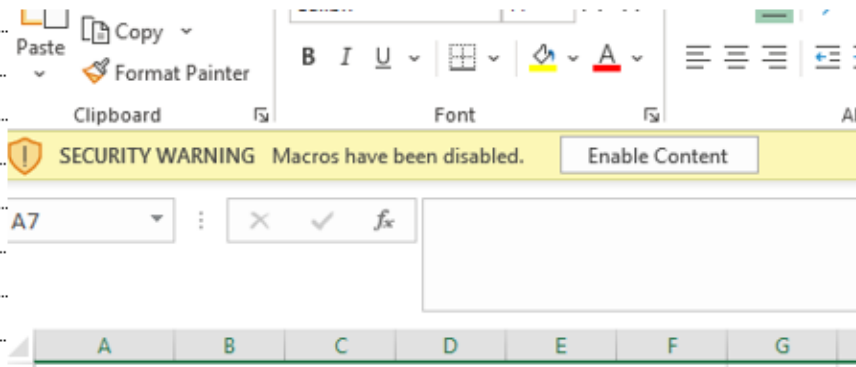 Copy
Paste
Format Painter
B I U A
Clipboard
Font
SECURITY WARNING Macros have been disabled. Enable Content
A7 fx
A B C D E F G